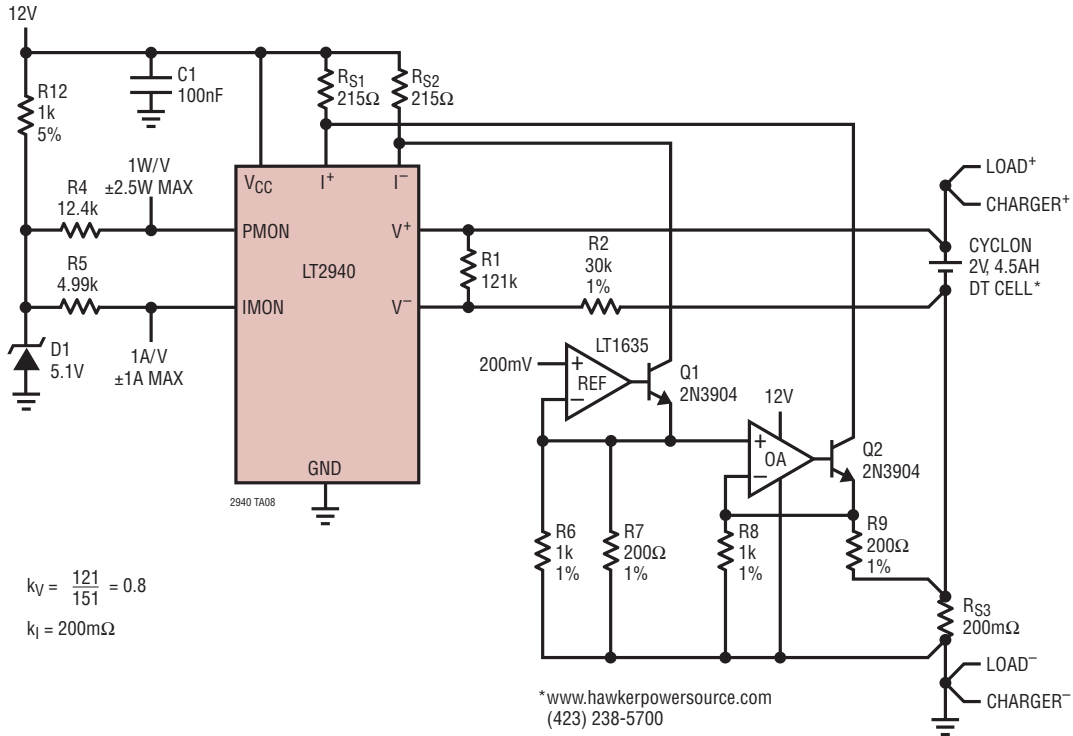 12V
R12
1k
5%
C1
100nF
RS1
215Ω
RS2
215Ω
1W/V
±2.5W MAX
R4
12.4k
R5
4.99k
1A/V
±1A MAX
D1
5.1V
VCC
I+
I−
PMON
V+
LT2940
IMON
V−
GND
2940 TA08
R1
121k
R2
30k
1%
LOAD+
CHARGER+
CYCLON
2V, 4.5AH
DT CELL*
LT1635
200mV
+
REF
−
Q1
2N3904
12V
+
OA
−
Q2
2N3904
R6
1k
1%
R7
200Ω
1%
R8
1k
1%
R9
200Ω
1%
RS3
200mΩ
LOAD−
CHARGER−
kV = 121/151 = 0.8
kI = 200mΩ
*www.hawkerpowersource.com
(423) 238-5700